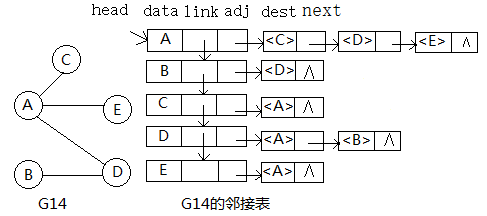 head data link adj dest next
A <C> <D> <E> ∧
B <D> ∧
C <A> ∧
D <A> <B> ∧
E <A> ∧
C
A E
B D
G14 G14的邻接表